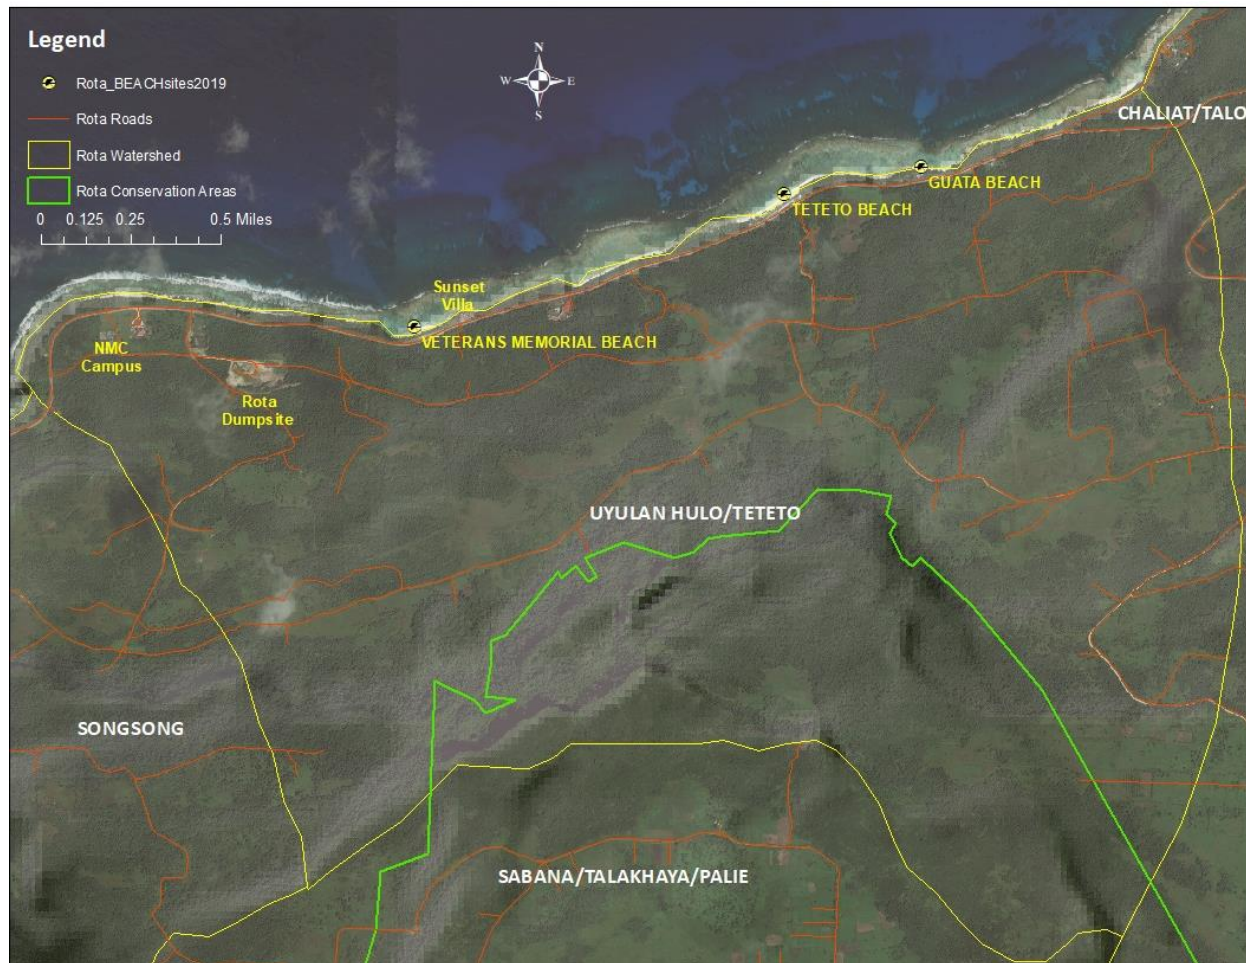 Legend
Rota_BEACHsites2019
Rota Roads
Rota Watershed
Rota Conservation Areas
0 0.125 0.25 0.5 Miles
N
W E
S
CHALIAT/TALO
GUATA BEACH
TETETO BEACH
Sunset
Villa
VETERANS MEMORIAL BEACH
NMC
Campus
Rota
Dumpsite
UYULAN HULO/TETETO
SONGSONG
SABANA/TALAKHAYA/PALIE